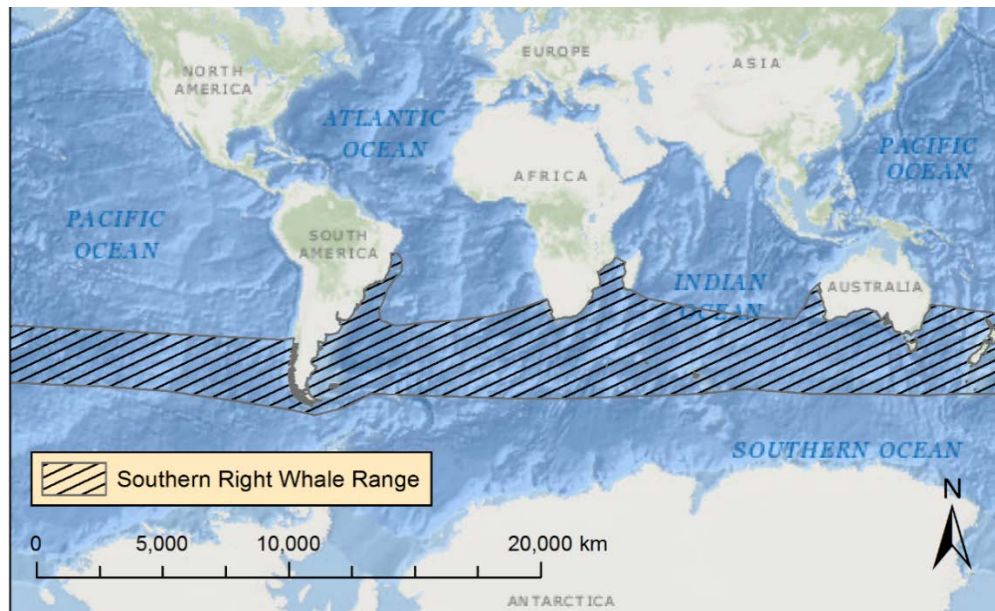 NORTH
AMERICA
EUROPE
ASIA
ATLANTIC
OCEAN
PACIFIC
OCEAN
AFRICA
PACIFIC
OCEAN
SOUTH
AMERICA
INDIAN
OCEAN
AUSTRALIA
SOUTHERN OCEAN
Southern Right Whale Range
N
0 5,000 10,000 20,000 km
ANTARCTICA